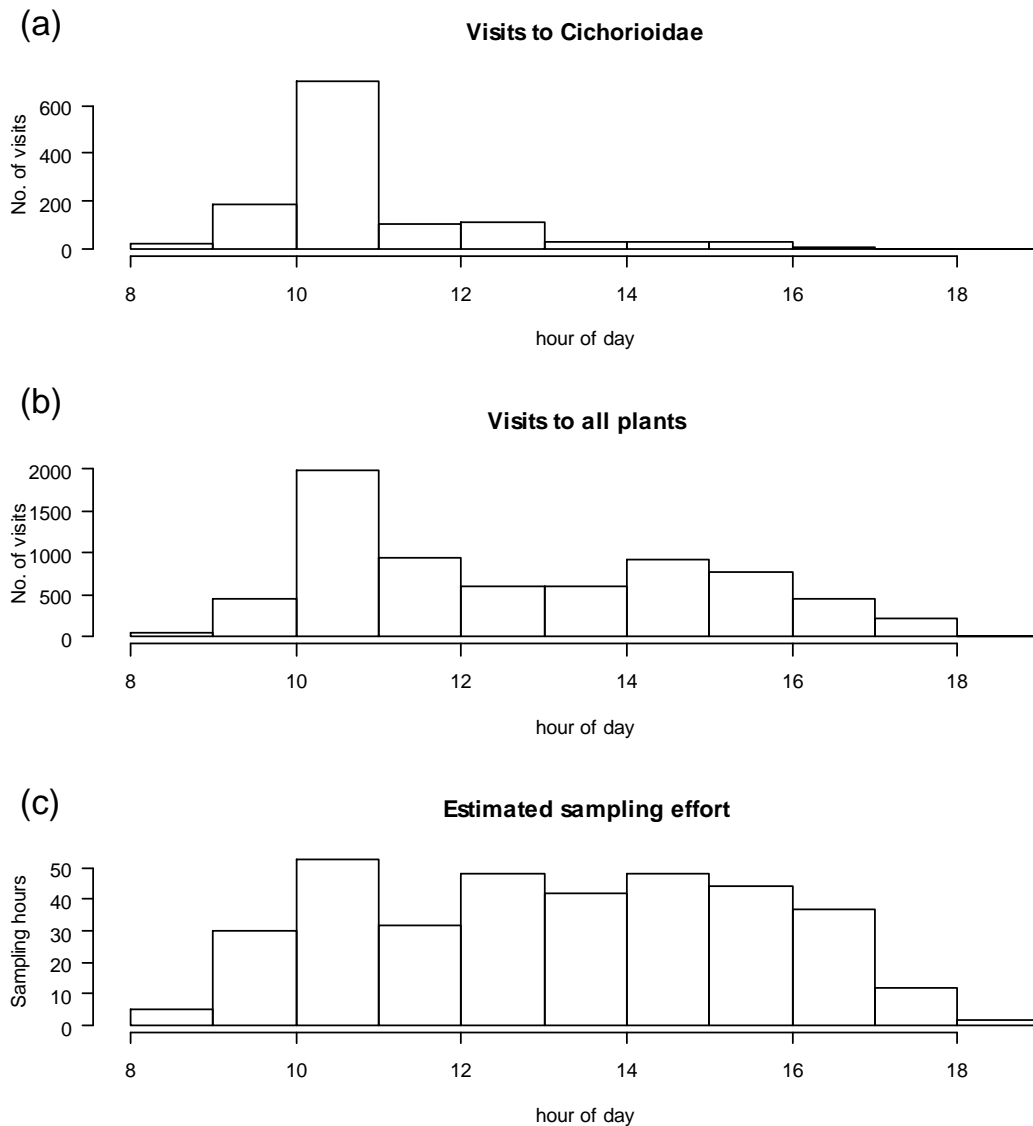 (a)
Visits to Cichorioidae
No. of visits
600
400
200
0
8 10 12 14 16 18
hour of day
(b)
Visits to all plants
No. of visits
2000
1500
1000
500
0
8 10 12 14 16 18
hour of day
(c)
Estimated sampling effort
Sampling hours
50
40
30
20
10
0
8 10 12 14 16 18
hour of day